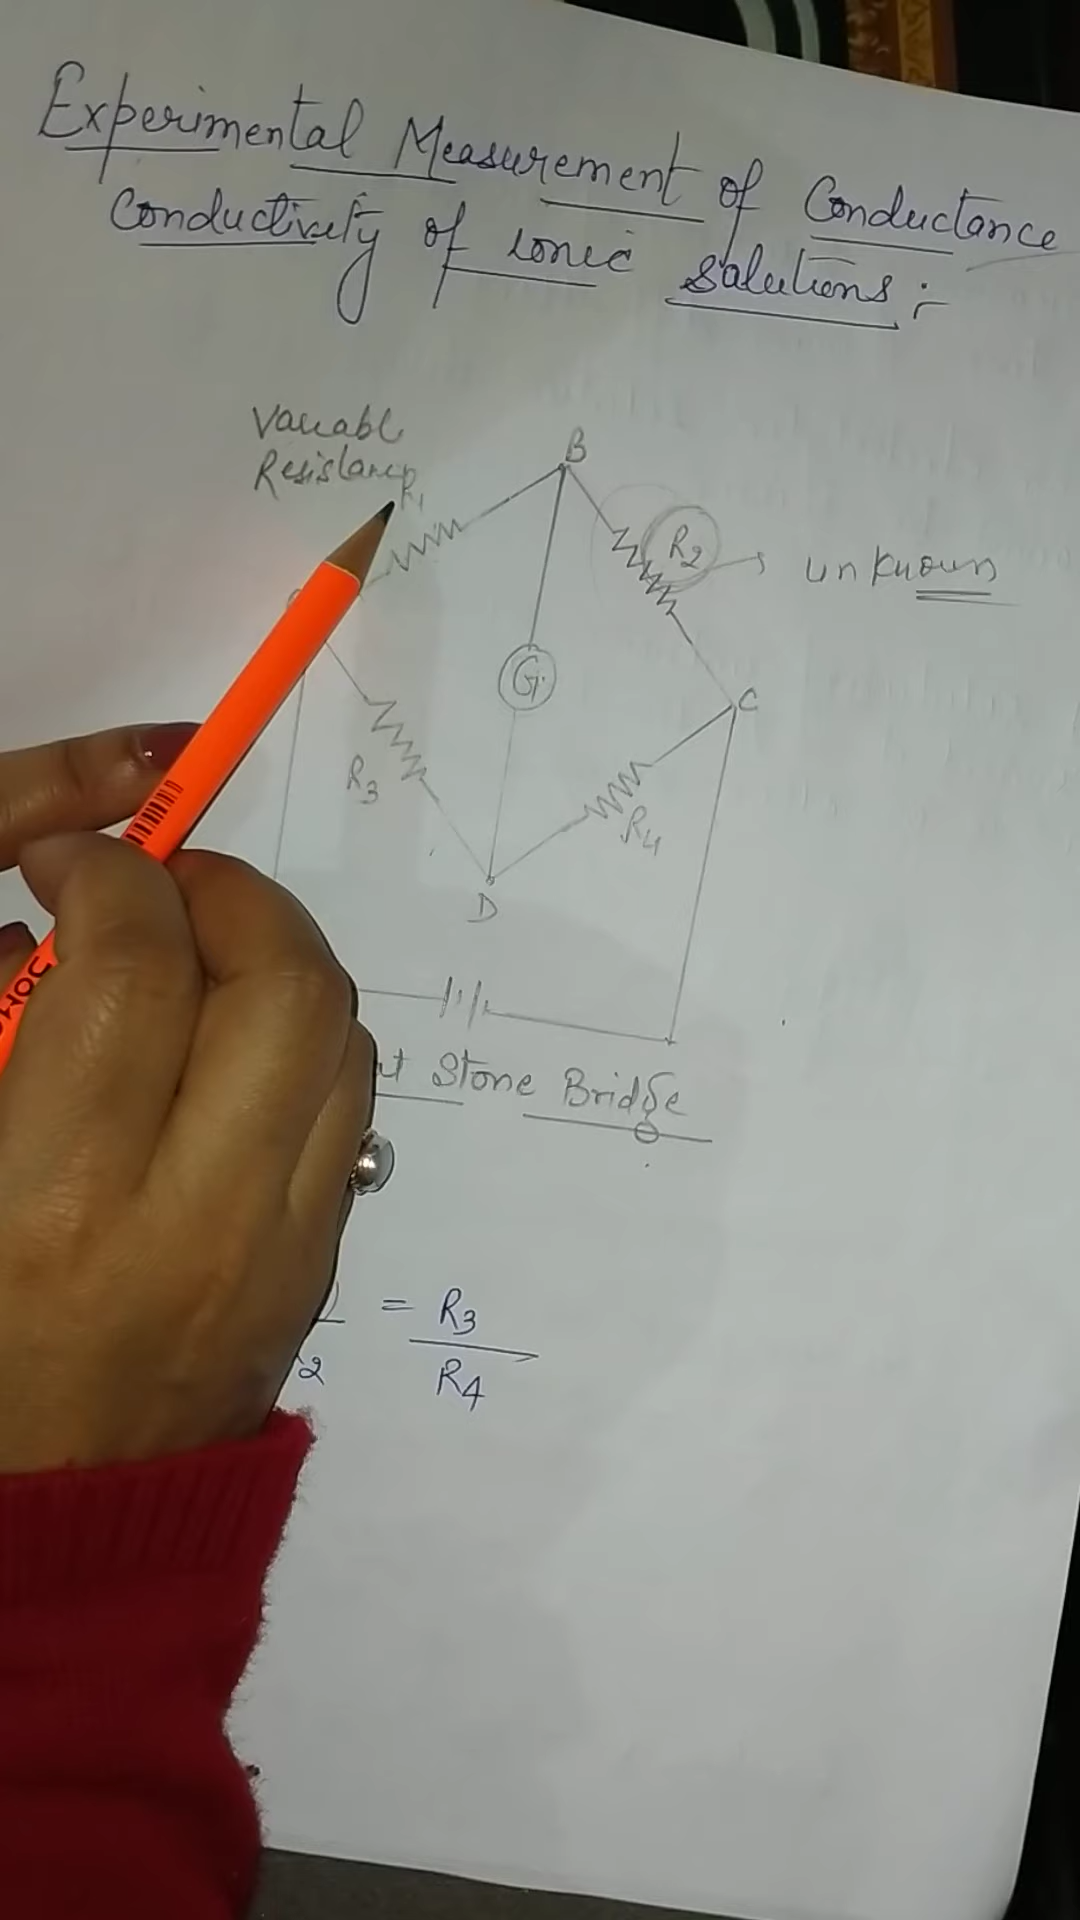 Experimental Measurement of Conductance
Conductivity of ionic Solutions :-
Variable
Resistance
R1
B
R2
unknown
G
C
R3
R4
D
Stone Bridge
= R3
2
R4